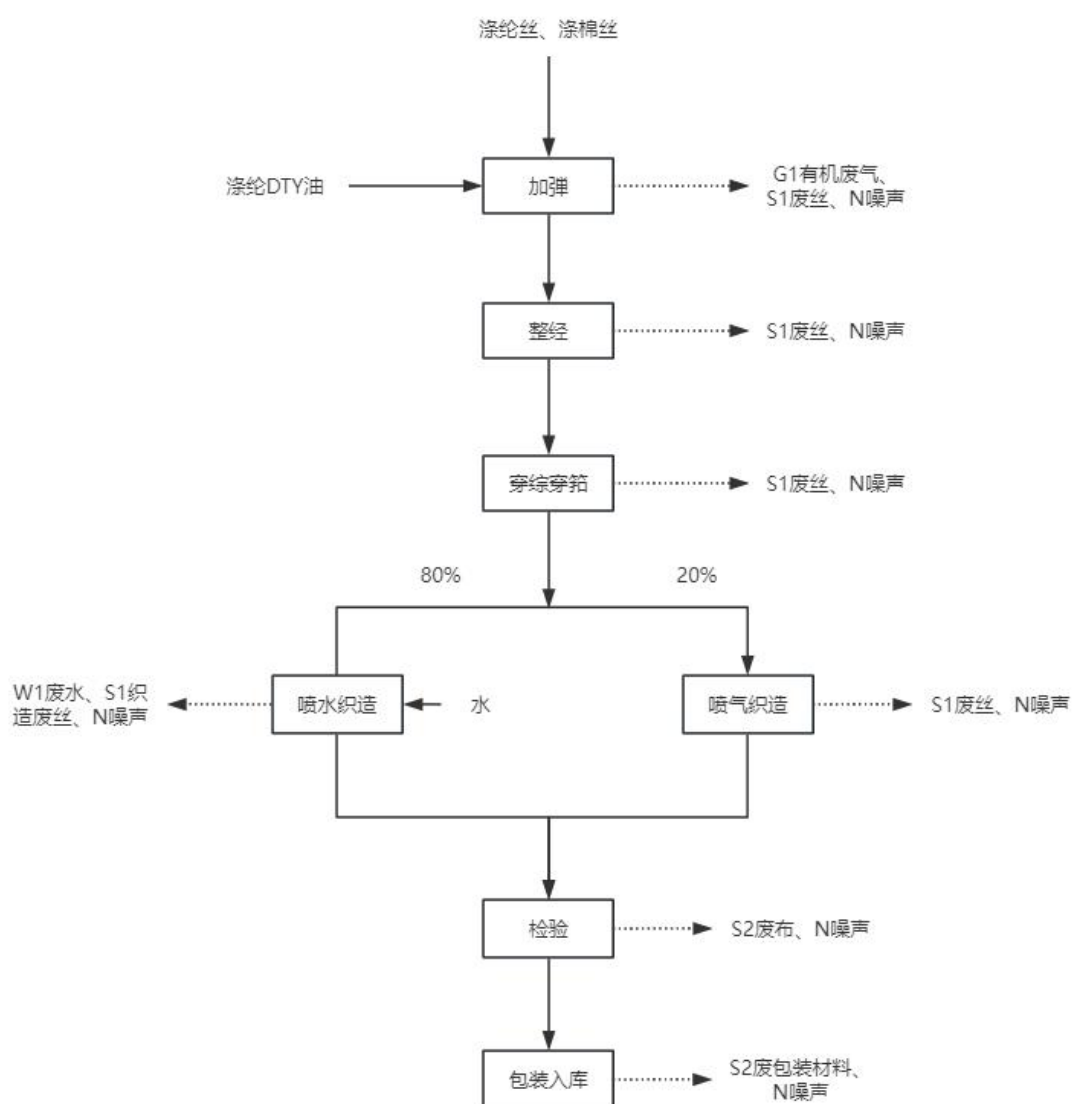 涤纶丝、涤棉丝
涤纶DTY油
加弹
G1有机废气、
S1废丝、N噪声
整经
S1废丝、N噪声
穿综穿筘
S1废丝、N噪声
80%
20%
W1废水、S1织
造废丝、N噪声
喷水织造
水
喷气织造
S1废丝、N噪声
检验
S2废布、N噪声
包装入库
S2废包装材料、
N噪声